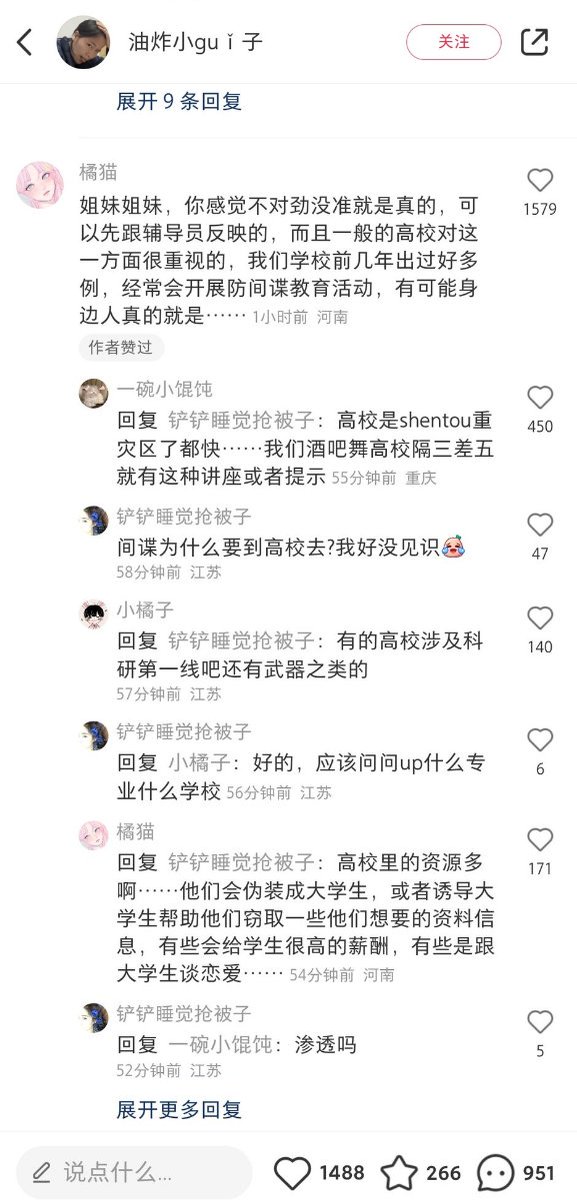 油炸小guǐ子
关注
展开 9 条回复
橘猫
姐妹姐妹，你感觉不对劲没准就是真的，可
以先跟辅导员反映的，而且一般的高校对这
一方面很重视的，我们学校前几年出过好多
例，经常会开展防间谍教育活动，有可能身
边人真的就是…… 1小时前 河南
1579
作者赞过
一碗小馄饨
回复 铲铲睡觉抢被子：高校是shentou重
灾区了都快……我们酒吧舞高校隔三差五
就有这种讲座或者提示 55分钟前 重庆
450
铲铲睡觉抢被子
间谍为什么要到高校去?我好没见识
58分钟前 江苏
47
小橘子
回复 铲铲睡觉抢被子：有的高校涉及科
研第一线吧还有武器之类的
57分钟前 江苏
140
铲铲睡觉抢被子
回复 小橘子：好的，应该问问up什么专
业什么学校 56分钟前 江苏
6
橘猫
回复 铲铲睡觉抢被子：高校里的资源多
啊……他们会伪装成大学生，或者诱导大
学生帮助他们窃取一些他们想要的资料信
息，有些会给学生很高的薪酬，有些是跟
大学生谈恋爱…… 54分钟前 河南
171
铲铲睡觉抢被子
回复 一碗小馄饨：渗透吗
52分钟前 江苏
5
展开更多回复
说点什么...
1488
266
951